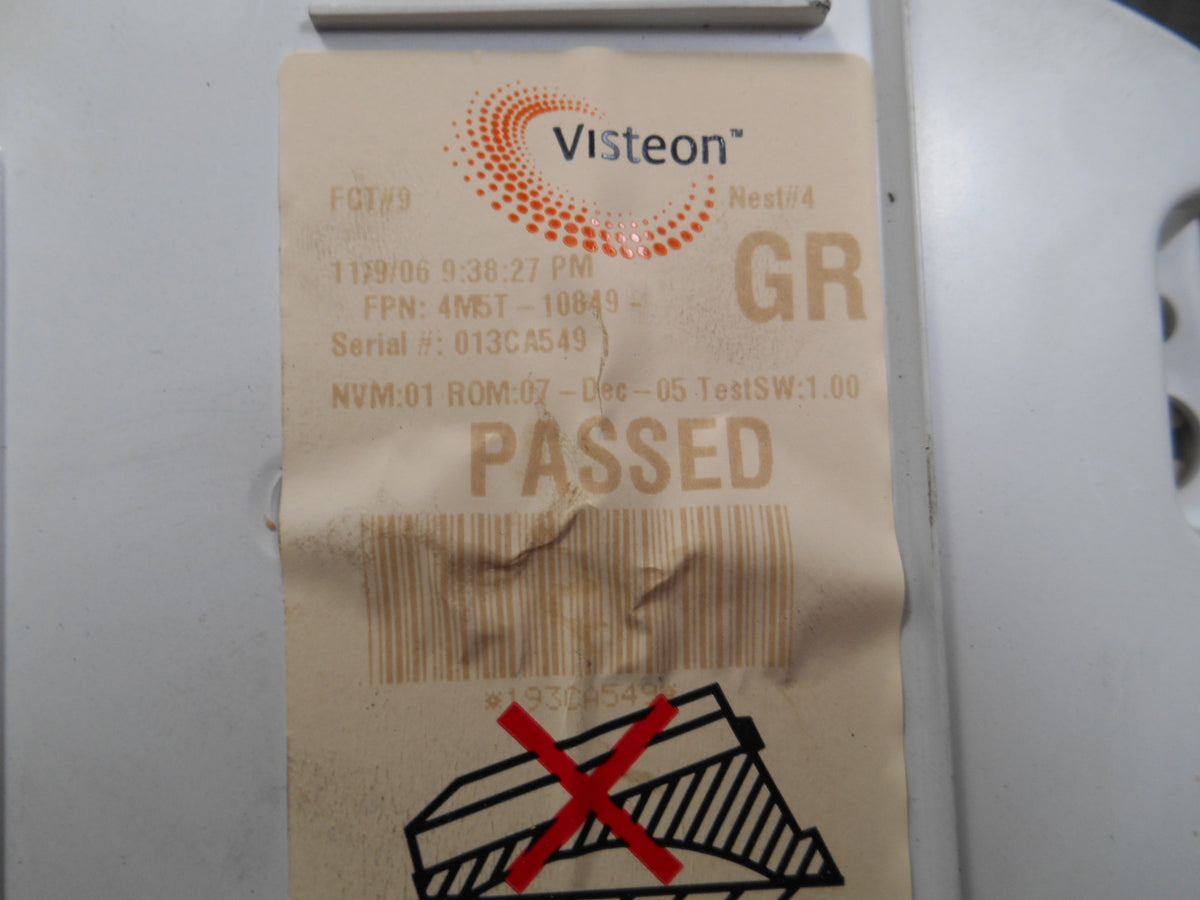 Visteon™
FCT#9 Nest#4
GR
11/9/06 9:38:27 PM
FPN: 4M5T - 10849 -
Serial #: 013CA549
NVM:01 ROM:07 - Dec - 05 TestSW:1.00
PASSED
*193CA549*